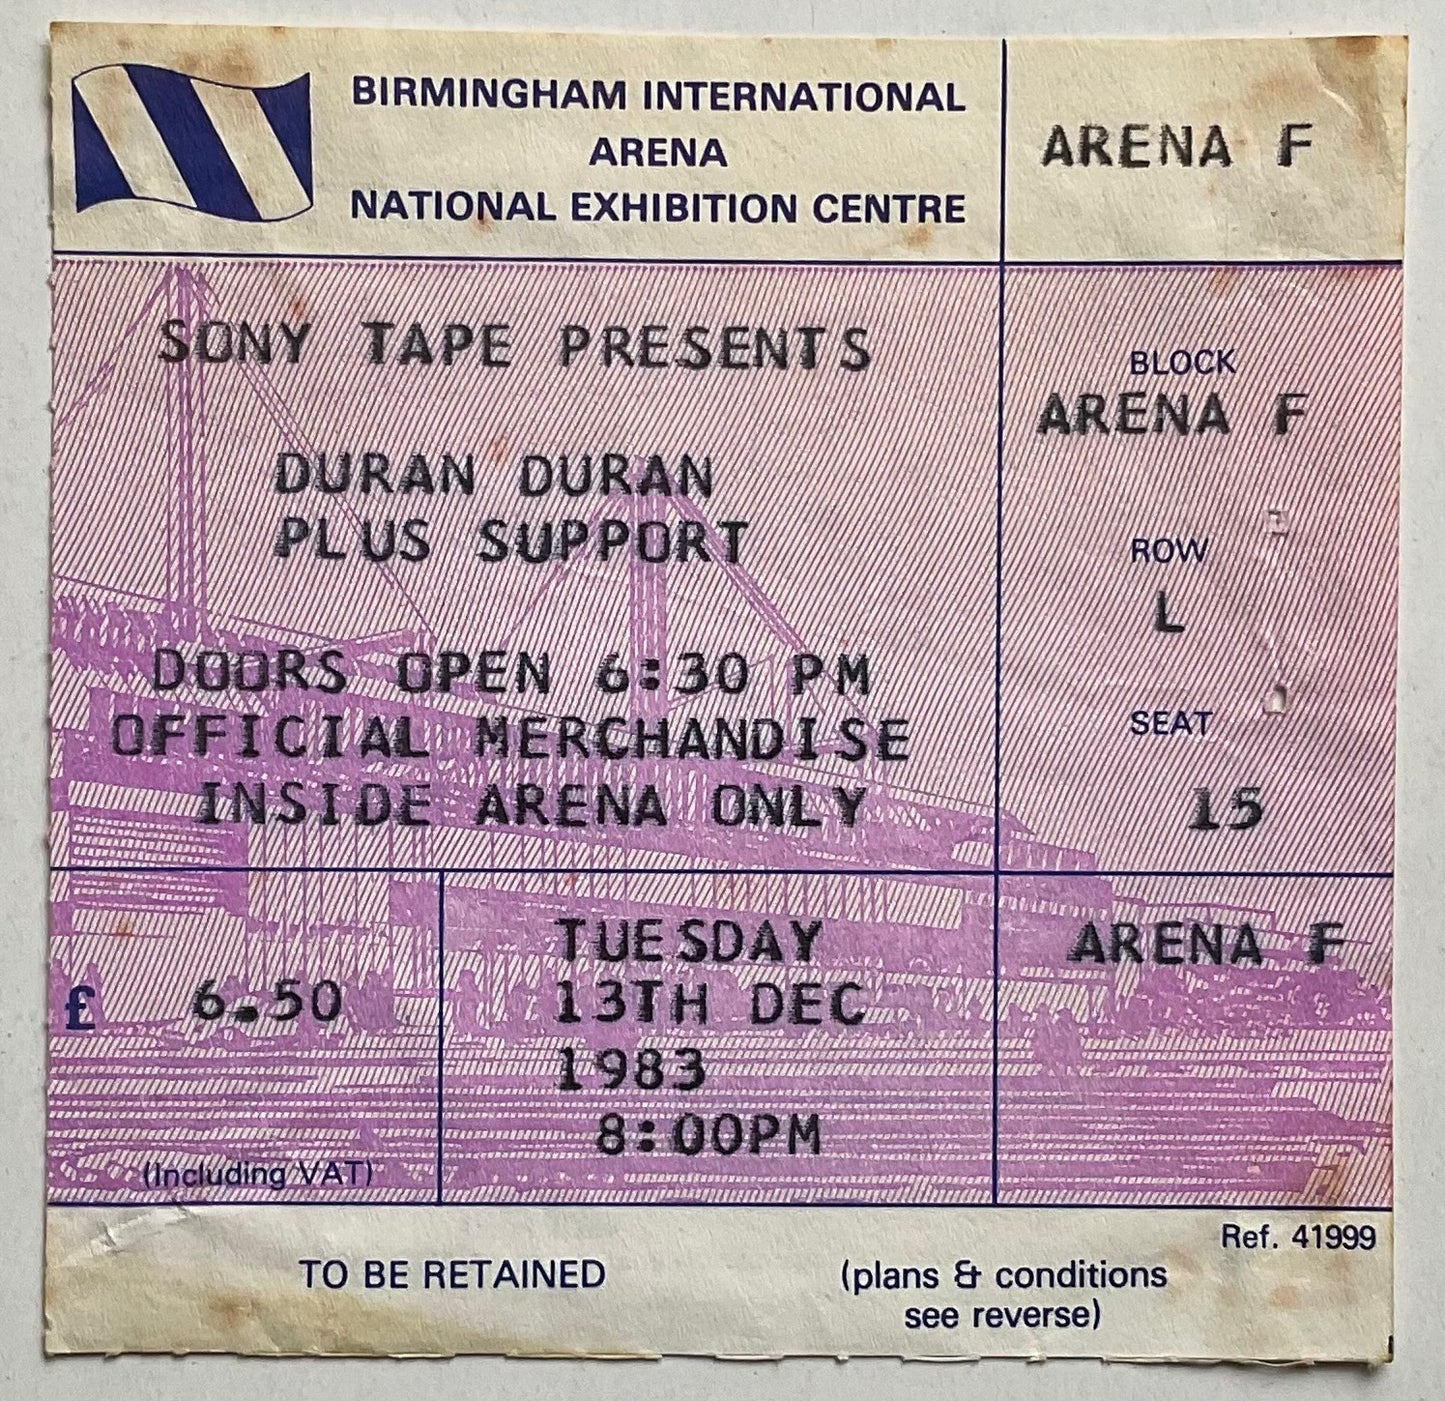 BIRMINGHAM INTERNATIONAL
ARENA
NATIONAL EXHIBITION CENTRE
ARENA F
SONY TAPE PRESENTS
DURAN DURAN
PLUS SUPPORT
DOORS OPEN 6:30 PM
OFFICIAL MERCHANDISE
INSIDE ARENA ONLY
BLOCK
ARENA F
ROW
L
SEAT
15
£ 6.50
(Including VAT)
TUESDAY
13TH DEC
1983
8:00PM
ARENA F
Ref. 41999
TO BE RETAINED
(plans & conditions
see reverse)